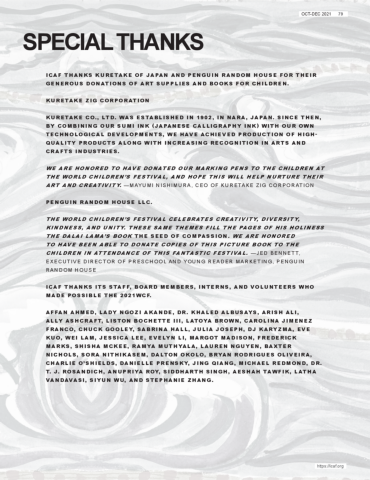 OCT-DEC 2021 79
SPECIAL THANKS
ICAF THANKS KURETAKE OF JAPAN AND PENGUIN RANDOM HOUSE FOR THEIR
GENEROUS DONATIONS OF ART SUPPLIES AND BOOKS FOR CHILDREN.
KURETAKE ZIG CORPORATION
KURETAKE CO., LTD. WAS ESTABLISHED IN 1902, IN NARA, JAPAN. SINCE THEN,
BY COMBINING OUR SUMI INK (JAPANESE CALLIGRAPHY INK) WITH OUR OWN
TECHNOLOGICAL DEVELOPMENTS, WE HAVE ACHIEVED PRODUCTION OF HIGH-
QUALITY PRODUCTS ALONG WITH INCREASING RECOGNITION IN ARTS AND
CRAFTS INDUSTRIES.
WE ARE HONORED TO HAVE DONATED OUR MARKING PENS TO THE CHILDREN AT
THE WORLD CHILDREN'S FESTIVAL, AND HOPE THIS WILL HELP NURTURE THEIR
ART AND CREATIVITY. —MAYUMI NISHIMURA, CEO OF KURETAKE ZIG CORPORATION
PENGUIN RANDOM HOUSE LLC.
THE WORLD CHILDREN'S FESTIVAL CELEBRATES CREATIVITY, DIVERSITY,
KINDNESS, AND UNITY. THESE SAME THEMES FILL THE PAGES OF HIS HOLINESS
THE DALAI LAMA'S BOOK THE SEED OF COMPASSION. WE ARE HONORED
TO HAVE BEEN ABLE TO DONATE COPIES OF THIS PICTURE BOOK TO THE
CHILDREN IN ATTENDANCE OF THIS FANTASTIC FESTIVAL. —JED BENNETT,
EXECUTIVE DIRECTOR OF PRESCHOOL AND YOUNG READER MARKETING, PENGUIN
RANDOM HOUSE
ICAF THANKS ITS STAFF, BOARD MEMBERS, INTERNS, AND VOLUNTEERS WHO
MADE POSSIBLE THE 2021WCF.
AFFAN AHMED, LADY NGOZI AKANDE, DR. KHALED ALBUSAYS, ARISH ALI,
ALLY ASHCRAFT, LISTON BOCHETTE III, LATOYA BROWN, CAROLINA JIMENEZ
FRANCO, CHUCK GOOLEY, SABRINA HALL, JULIA JOSEPH, DJ KARYZMA, EVE
KUO, WEI LAM, JESSICA LEE, EVELYN LI, MARGOT MADISON, FREDERICK
MARKS, SHISHA MCKEE, RAMYA MUTHYALA, LAUREN NGUYEN, BAXTER
NICHOLS, SORA NITHIKASEM, DALTON OKOLO, BRYAN RODRIGUES OLIVEIRA,
CHARLIE O'SHIELDS, DANIELLE PRENSKY, JING QIANG, MICHAEL REDMOND, DR.
T. J. ROSANDICH, ANUPRIYA ROY, SIDDHARTH SINGH, AESHAH TAWFIK, LATHA
VANDAVASI, SIYUN WU, AND STEPHANIE ZHANG.
https://icaf.org